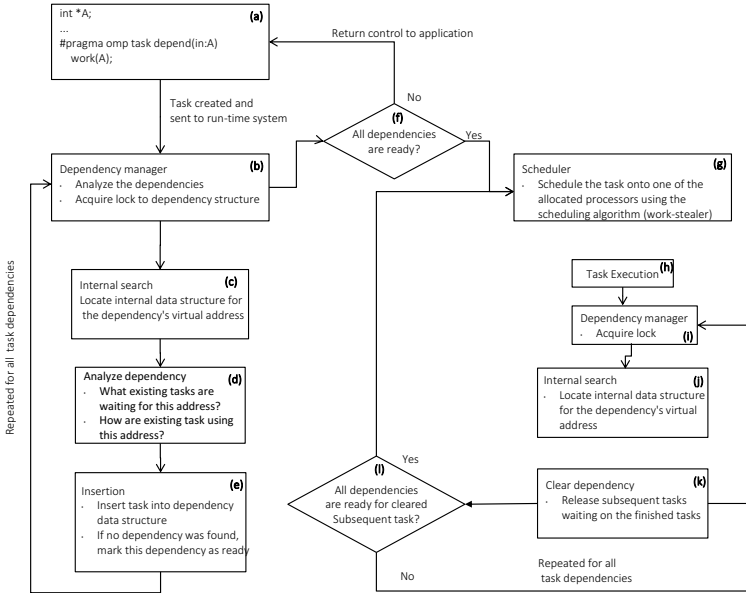 int *A;
(a)
...
#pragma omp task depend(in:A)
work(A);
Return control to application
Task created and
sent to run-time system
No
(f)
All dependencies
are ready?
Yes
(b)
Dependency manager
· Analyze the dependencies
· Acquire lock to dependency structure
(g)
Scheduler
· Schedule the task onto one of the
allocated processors using the
scheduling algorithm (work-stealer)
Repeated for all task dependencies
(c)
Internal search
Locate internal data structure for
the dependency's virtual address
(h)
Task Execution
Dependency manager
· Acquire lock
(i)
Analyze dependency
(d)
· What existing tasks are
waiting for this address?
· How are existing task using
this address?
Internal search
(j)
· Locate internal data structure
for the dependency's virtual
address
Insertion
(e)
· Insert task into dependency
data structure
· If no dependency was found,
mark this dependency as ready
Yes
(l)
All dependencies
are ready for cleared
Subsequent task?
No
Clear dependency
(k)
· Release subsequent tasks
waiting on the finished tasks
Repeated for all
task dependencies